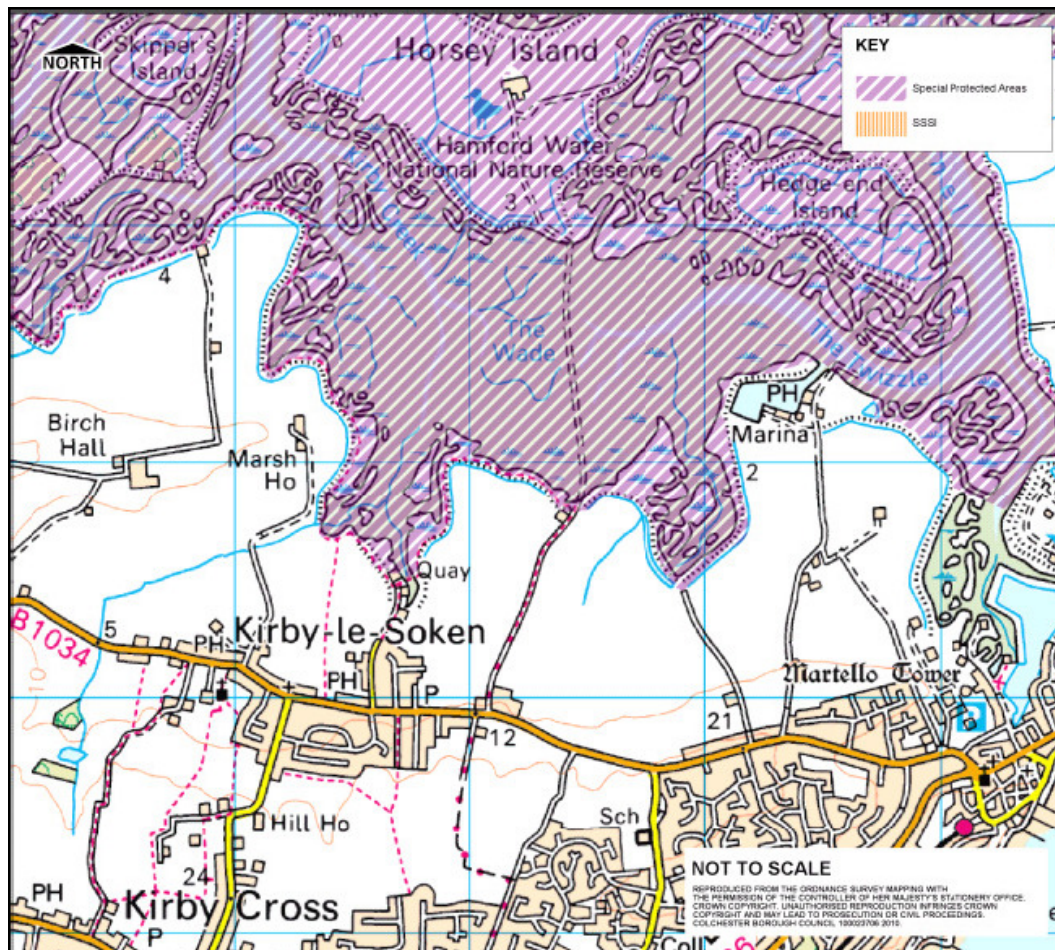 Skipper's
Island
NORTH
Horsey Island
KEY
Special Protected Areas
SSSI
Hamford Water
National Nature Reserve
Kirby Creek
3
Hedge-end
Island
4
The
Wade
The Twizzle
PH
Marina
2
Birch
Hall
Marsh
Ho
Quay
B1034
5
PH
Kirby-le-Soken
PH
P
10
12
Martello Tower
21
Hill Ho
Sch
24
PH
Kirby Cross
P
NOT TO SCALE
REPRODUCED FROM THE ORDNANCE SURVEY MAPPING WITH
THE PERMISSION OF THE CONTROLLER OF HER MAJESTY'S STATIONERY OFFICE.
CROWN COPYRIGHT. UNAUTHORISED REPRODUCTION INFRINGES CROWN
COPYRIGHT AND MAY LEAD TO PROSECUTION OR CIVIL PROCEEDINGS.
COLCHESTER BOROUGH COUNCIL 100023706 2010.